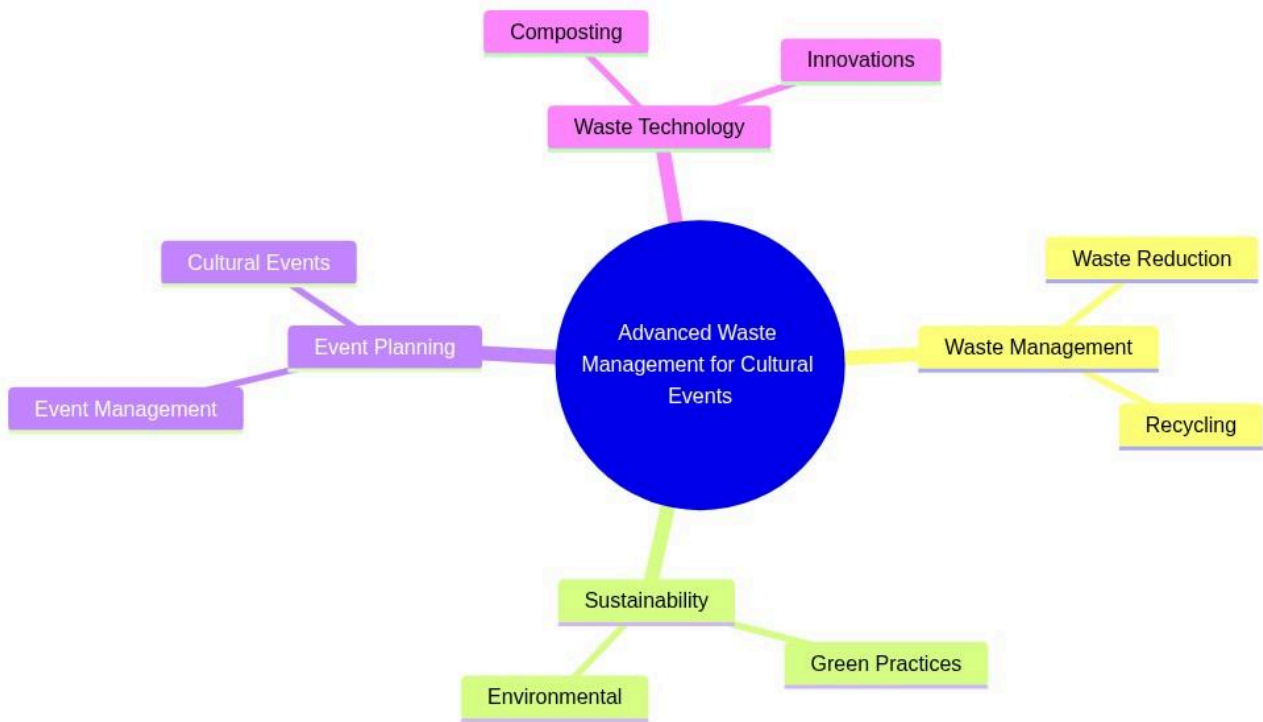 Composting
Innovations
Waste Technology
Cultural Events
Waste Reduction
Event Planning
Advanced Waste
Management for Cultural
Events
Waste Management
Event Management
Recycling
Sustainability
Green Practices
Environmental